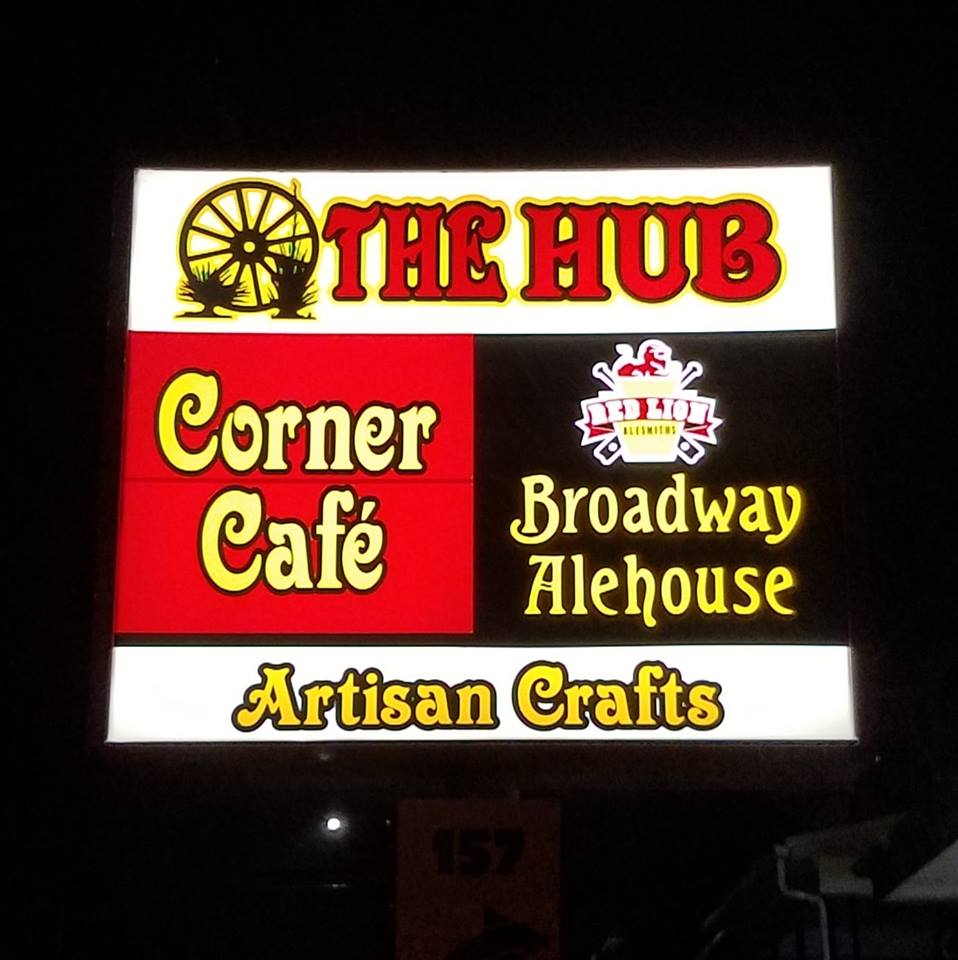 THE HUB
Corner
Café
RED LION
ALESMITHS
Broadway
Alehouse
Artisan Crafts
157